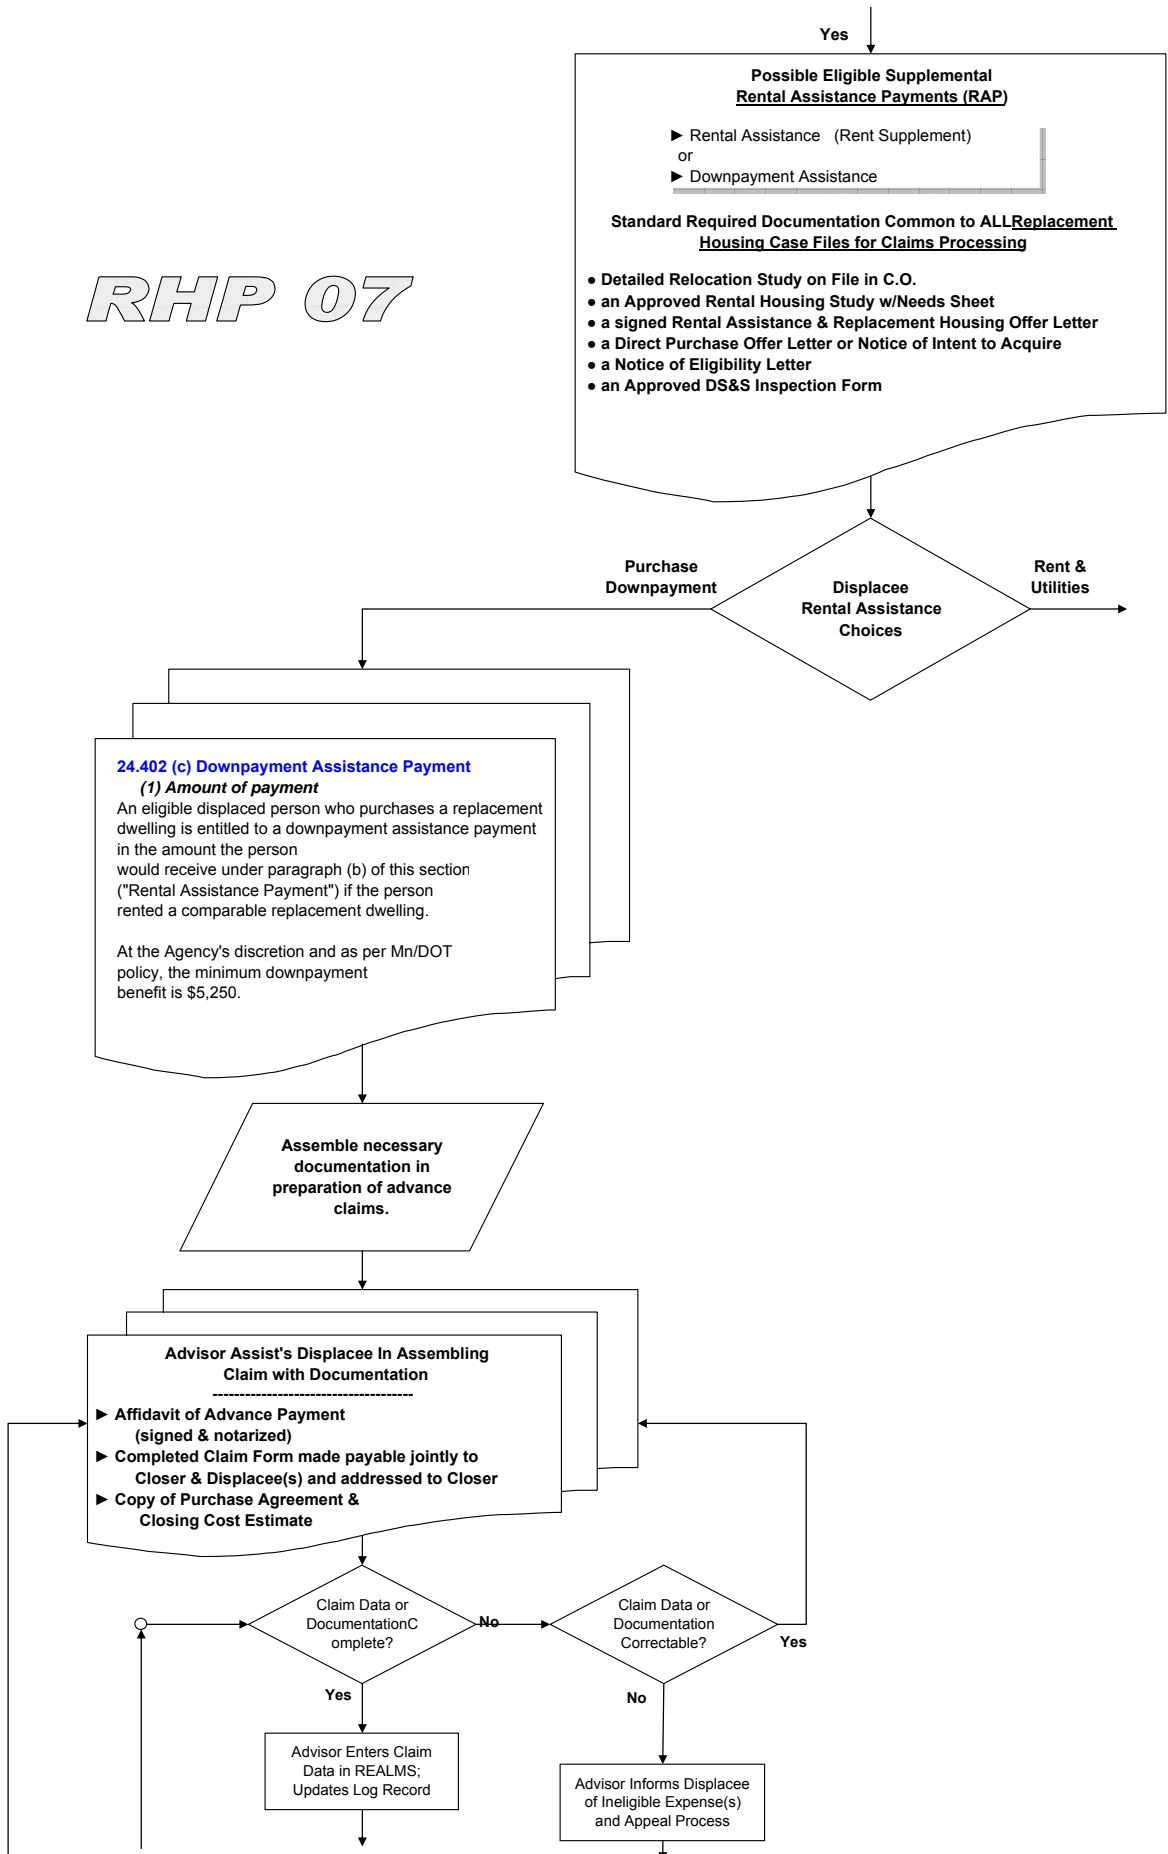 Yes
Possible Eligible Supplemental
Rental Assistance Payments (RAP)
► Rental Assistance (Rent Supplement)
or
► Downpayment Assistance
Standard Required Documentation Common to ALLReplacement
Housing Case Files for Claims Processing
RHP 07
● Detailed Relocation Study on File in C.O.
● an Approved Rental Housing Study w/Needs Sheet
● a signed Rental Assistance & Replacement Housing Offer Letter
● a Direct Purchase Offer Letter or Notice of Intent to Acquire
● a Notice of Eligibility Letter
● an Approved DS&S Inspection Form
Purchase
Downpayment
Displacee
Rental Assistance
Choices
Rent &
Utilities
24.402 (c) Downpayment Assistance Payment
(1) Amount of payment
An eligible displaced person who purchases a replacement
dwelling is entitled to a downpayment assistance payment
in the amount the person
would receive under paragraph (b) of this section
("Rental Assistance Payment") if the person
rented a comparable replacement dwelling.
At the Agency's discretion and as per Mn/DOT
policy, the minimum downpayment
benefit is $5,250.
Assemble necessary
documentation in
preparation of advance
claims.
Advisor Assist's Displacee In Assembling
Claim with Documentation
-------------------------------------
► Affidavit of Advance Payment
(signed & notarized)
► Completed Claim Form made payable jointly to
Closer & Displacee(s) and addressed to Closer
► Copy of Purchase Agreement &
Closing Cost Estimate
Claim Data or
DocumentationC
omplete?
No
Claim Data or
Documentation
Correctable?
Yes
Yes
No
Advisor Enters Claim
Data in REALMS;
Updates Log Record
Advisor Informs Displacee
of Ineligible Expense(s)
and Appeal Process